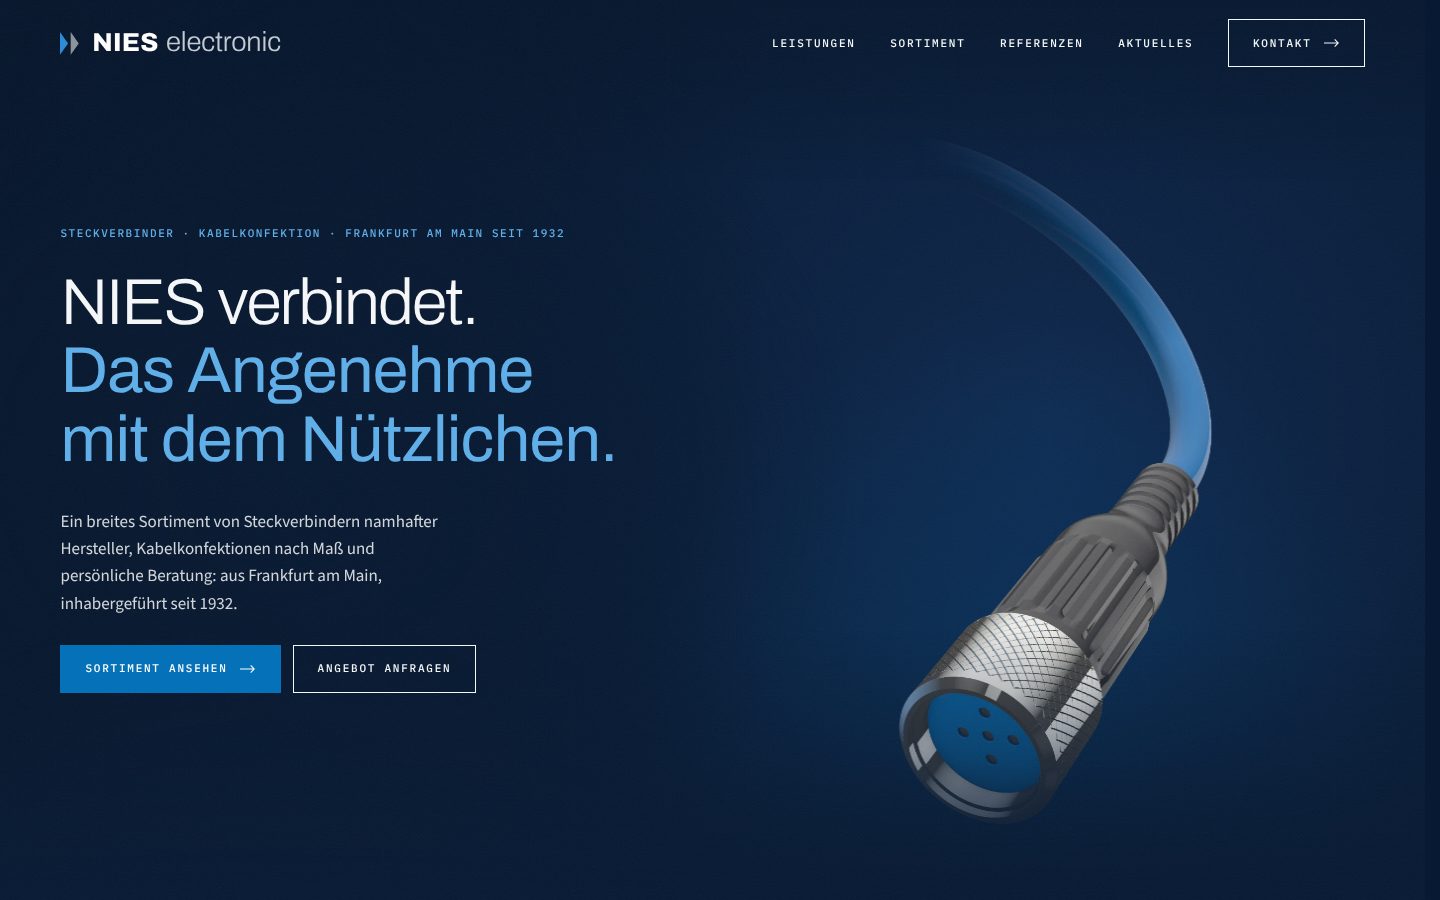 NIES electronic
LEISTUNGEN
SORTIMENT
REFERENZEN
AKTUELLES
KONTAKT →
STECKVERBINDER · KABELKONFEKTION · FRANKFURT AM MAIN SEIT 1932
NIES verbindet.
Das Angenehme
mit dem Nützlichen.
Ein breites Sortiment von Steckverbindern namhafter
Hersteller, Kabelkonfektionen nach Maß und
persönliche Beratung: aus Frankfurt am Main,
inhabergeführt seit 1932.
SORTIMENT ANSEHEN →
ANGEBOT ANFRAGEN